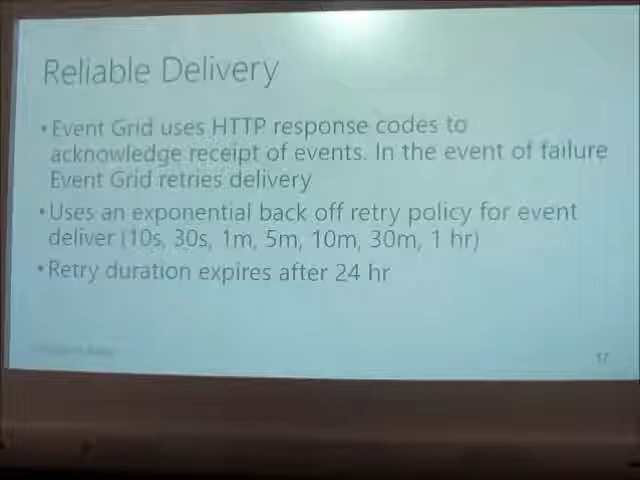 Reliable Delivery
• Event Grid uses HTTP response codes to
acknowledge receipt of events. In the event of failure
Event Grid retries delivery
• Uses an exponential back off retry policy for event
deliver (10s, 30s, 1m, 5m, 10m, 30m, 1 hr)
• Retry duration expires after 24 hr
17